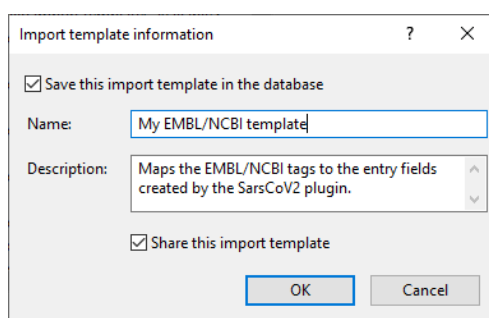 Import template information
Save this import template in the database
Name: My EMBL/NCBI template
Description: Maps the EMBL/NCBI tags to the entry fields
created by the SarsCoV2 plugin.
Share this import template
OK Cancel